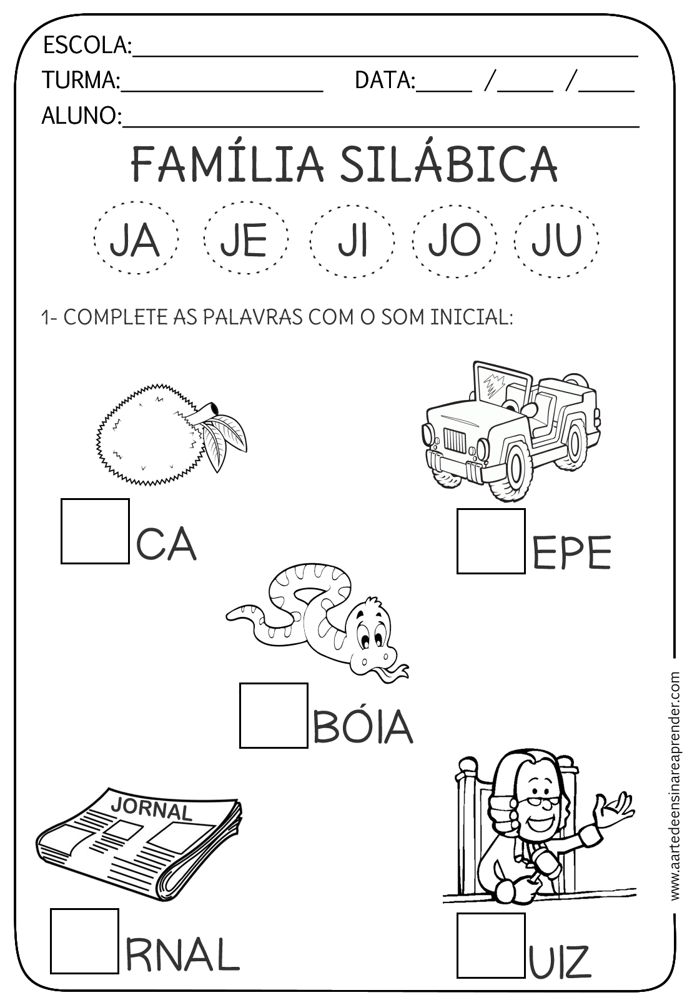 ESCOLA:
TURMA: DATA: / /
ALUNO:
FAMÍLIA SILÁBICA
JA JE JI JO JU
1- COMPLETE AS PALAVRAS COM O SOM INICIAL:
CA
EPE
BÓIA
JORNAL
RNAL
UIZ
www.aartedeensinareaprender.com